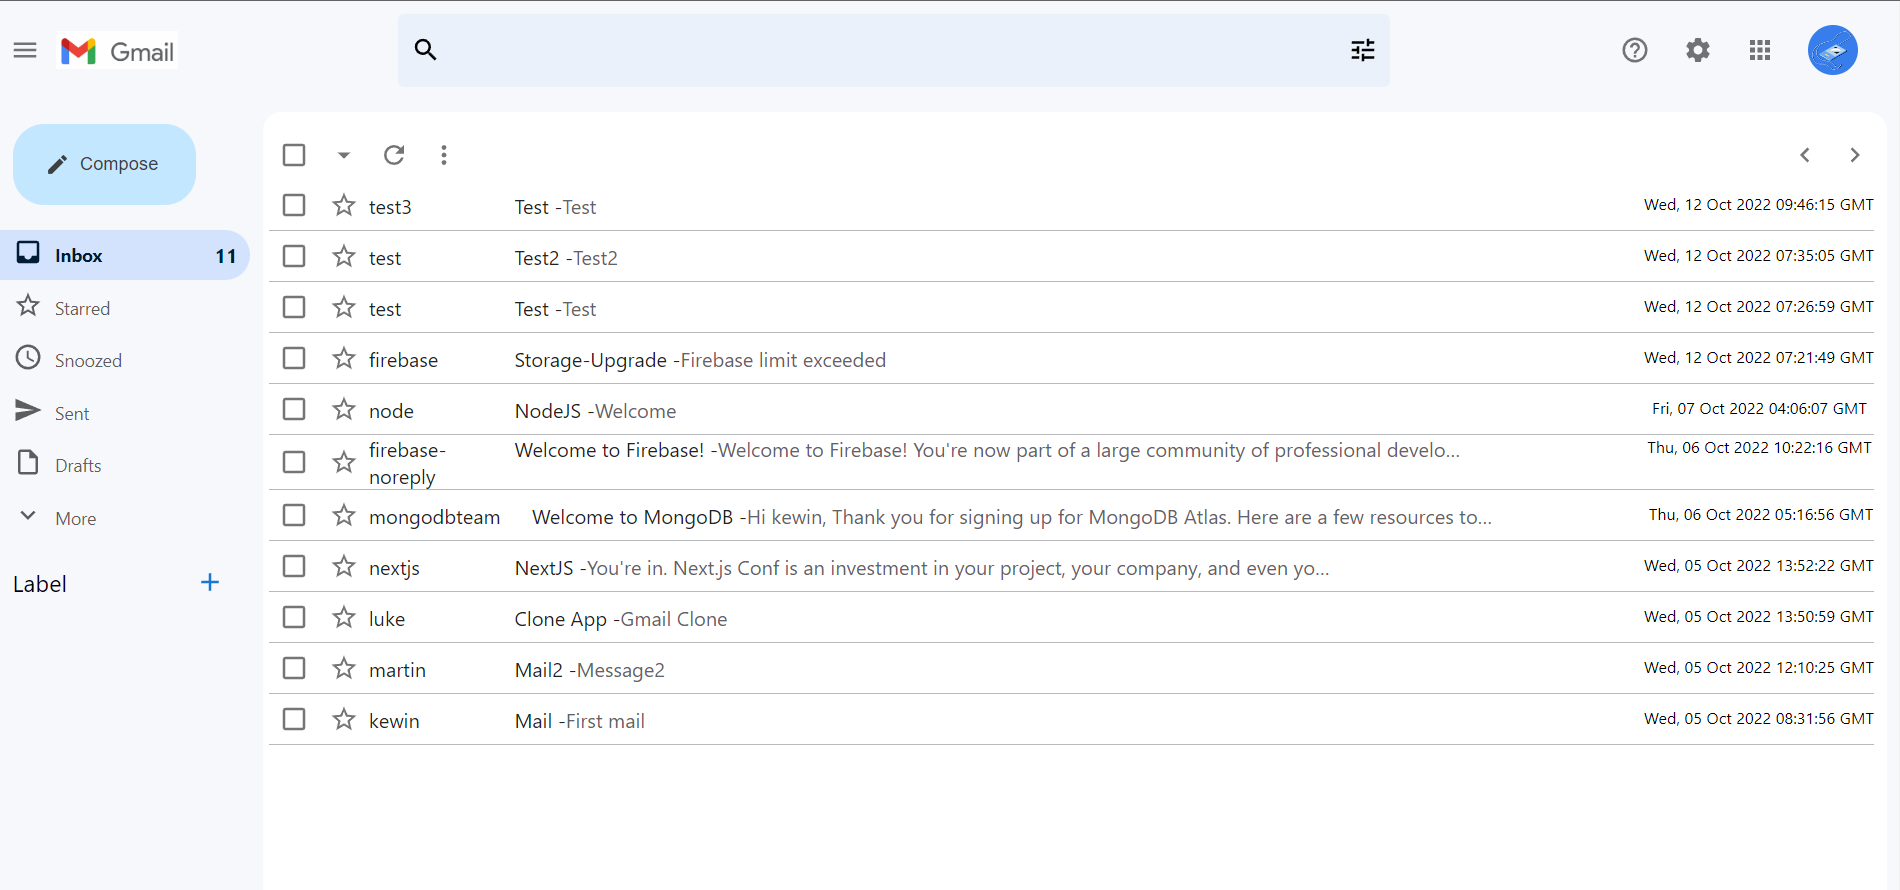 Gmail
Compose
Inbox 11
Starred
Snoozed
Sent
Drafts
More
Label
test3 Test -Test Wed, 12 Oct 2022 09:46:15 GMT
test Test2 -Test2 Wed, 12 Oct 2022 07:35:05 GMT
test Test -Test Wed, 12 Oct 2022 07:26:59 GMT
firebase Storage-Upgrade -Firebase limit exceeded Wed, 12 Oct 2022 07:21:49 GMT
node NodeJS -Welcome Fri, 07 Oct 2022 04:06:07 GMT
firebase- Welcome to Firebase! -Welcome to Firebase! You're now part of a large community of professional develo... Thu, 06 Oct 2022 10:22:16 GMT
noreply
mongodbteam Welcome to MongoDB -Hi kewin, Thank you for signing up for MongoDB Atlas. Here are a few resources to... Thu, 06 Oct 2022 05:16:56 GMT
nextjs NextJS -You're in. Next.js Conf is an investment in your project, your company, and even yo... Wed, 05 Oct 2022 13:52:22 GMT
luke Clone App -Gmail Clone Wed, 05 Oct 2022 13:50:59 GMT
martin Mail2 -Message2 Wed, 05 Oct 2022 12:10:25 GMT
kewin Mail -First mail Wed, 05 Oct 2022 08:31:56 GMT